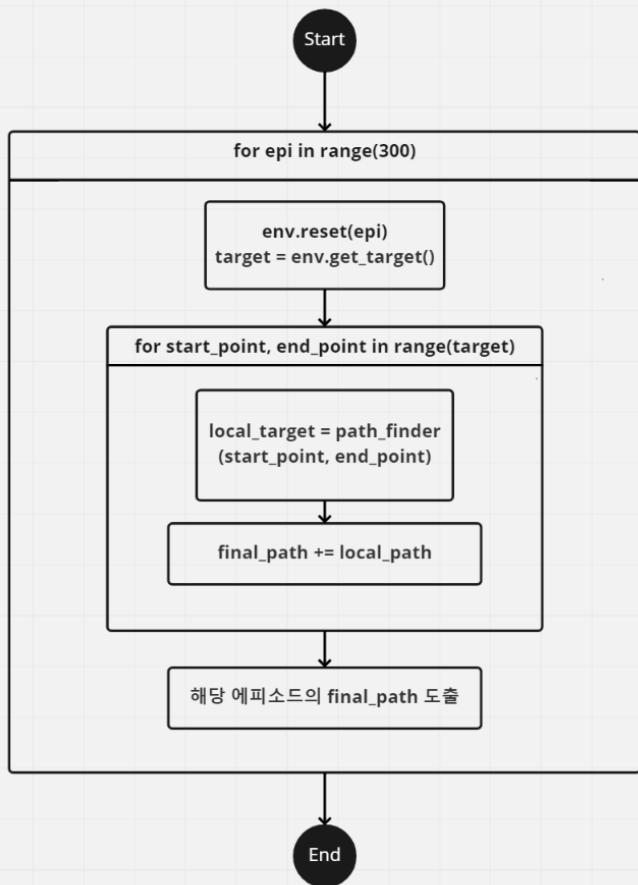 Start
for epi in range(300)
env.reset(epi)
target = env.get_target()
for start_point, end_point in range(target)
local_target = path_finder
(start_point, end_point)
final_path += local_path
해당 에피소드의 final_path 도출
End